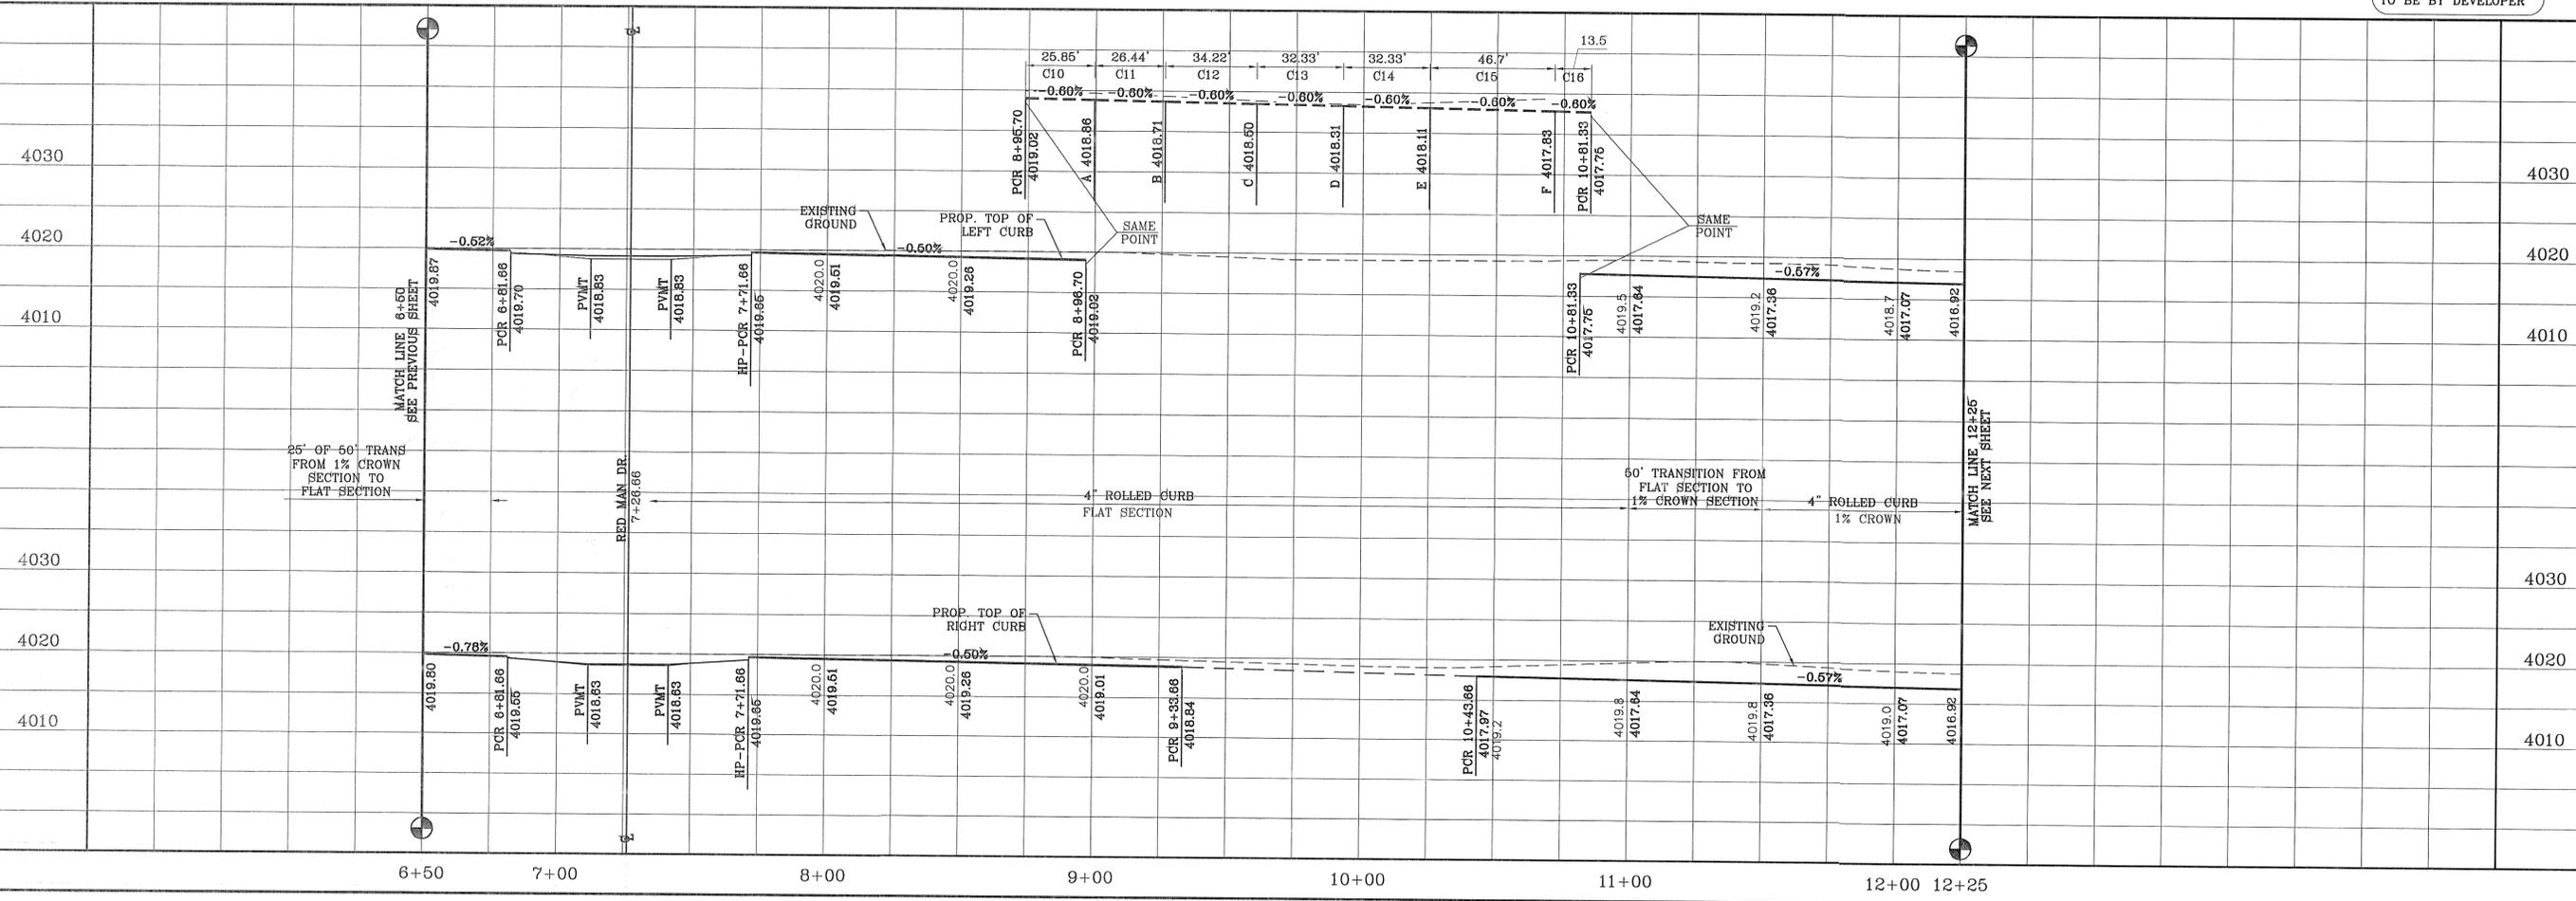 TO BE BY DEVELOPER
13.5
25.85' 26.44' 34.22' 32.33' 32.33' 46.7'
C10 C11 C12 C13 C14 C15 C16
-0.60% -0.60% -0.60% -0.60% -0.60% -0.60% -0.60%
PCR 8+95.70
4019.02
A 4018.86
B 4018.71
C 4018.50
D 4018.31
E 4018.11
F 4017.83
PCR 10+81.33
4017.75
4030
4030
EXISTING
GROUND
PROP. TOP OF
LEFT CURB
SAME
POINT
SAME
POINT
4020
4020
-0.52%
-0.50%
-0.57%
MATCH LINE 6+50
SEE PREVIOUS SHEET
4019.87
PCR 6+81.66
4019.70
PVMT
4018.83
PVMT
4018.83
HP-PCR 7+71.66
4019.65
4020.0
4019.51
4020.0
4019.26
PCR 8+96.70
4019.02
PCR 10+81.33
4017.75
4019.5
4017.64
4019.2
4017.36
4018.7
4017.07
4016.92
4010
4010
25' OF 50' TRANS
FROM 1% CROWN
SECTION TO
FLAT SECTION
RED MAN DR.
7+26.66
4" ROLLED CURB
FLAT SECTION
50' TRANSITION FROM
FLAT SECTION TO
1% CROWN SECTION
4" ROLLED CURB
1% CROWN
MATCH LINE 12+25
SEE NEXT SHEET
4030
4030
PROP. TOP OF
RIGHT CURB
EXISTING
GROUND
4020
4020
-0.78%
-0.50%
-0.57%
4019.80
PCR 6+81.66
4019.55
PVMT
4018.63
PVMT
4018.63
HP-PCR 7+71.66
4019.65
4020.0
4019.51
4020.0
4019.26
4020.0
4019.01
PCR 9+33.66
4018.84
PCR 10+43.66
4017.97
4019.2
4019.8
4017.64
4019.8
4017.36
4019.0
4017.07
4016.92
4010
4010
6+50 7+00 8+00 9+00 10+00 11+00 12+00 12+25